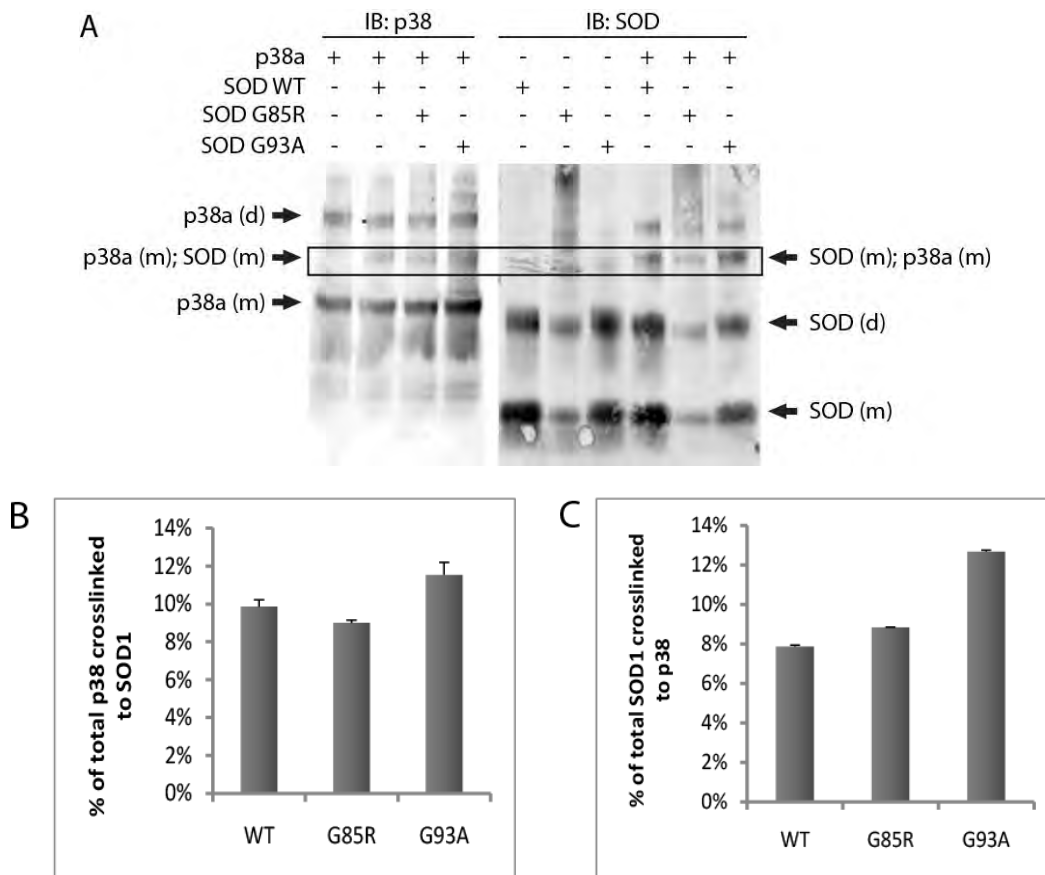 A
IB: p38 IB: SOD
p38a + + + + - - - + + +
SOD WT - + - - + - - + - -
SOD G85R - - + - - + - - + -
SOD G93A - - - + - - + - - +
p38a (d)
p38a (m); SOD (m) SOD (m); p38a (m)
p38a (m) SOD (d)
SOD (m)
B
% of total p38 crosslinked
to SOD1
14%
12%
10%
8%
6%
4%
2%
0%
WT G85R G93A
C
% of total SOD1 crosslinked
to p38
14%
12%
10%
8%
6%
4%
2%
0%
WT G85R G93A